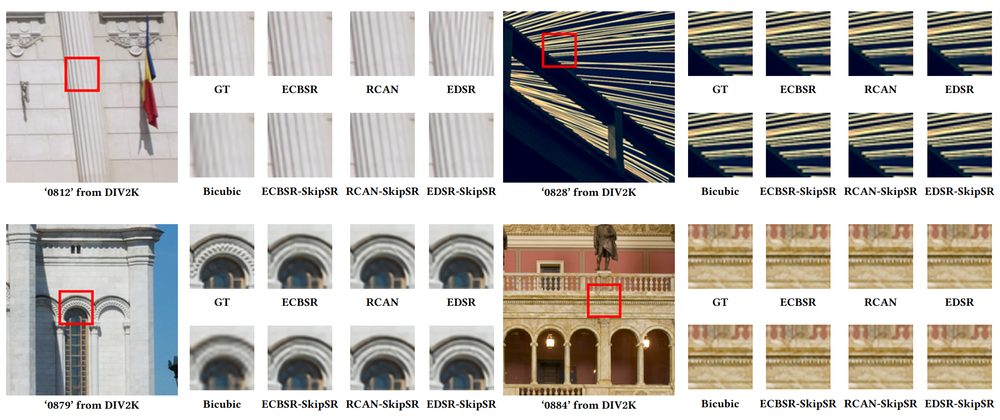 GT ECBSR RCAN EDSR
Bicubic ECBSR-SkipSR RCAN-SkipSR EDSR-SkipSR
‘0812’ from DIV2K
GT ECBSR RCAN EDSR
Bicubic ECBSR-SkipSR RCAN-SkipSR EDSR-SkipSR
‘0828’ from DIV2K
GT ECBSR RCAN EDSR
Bicubic ECBSR-SkipSR RCAN-SkipSR EDSR-SkipSR
‘0879’ from DIV2K
GT ECBSR RCAN EDSR
Bicubic ECBSR-SkipSR RCAN-SkipSR EDSR-SkipSR
‘0884’ from DIV2K